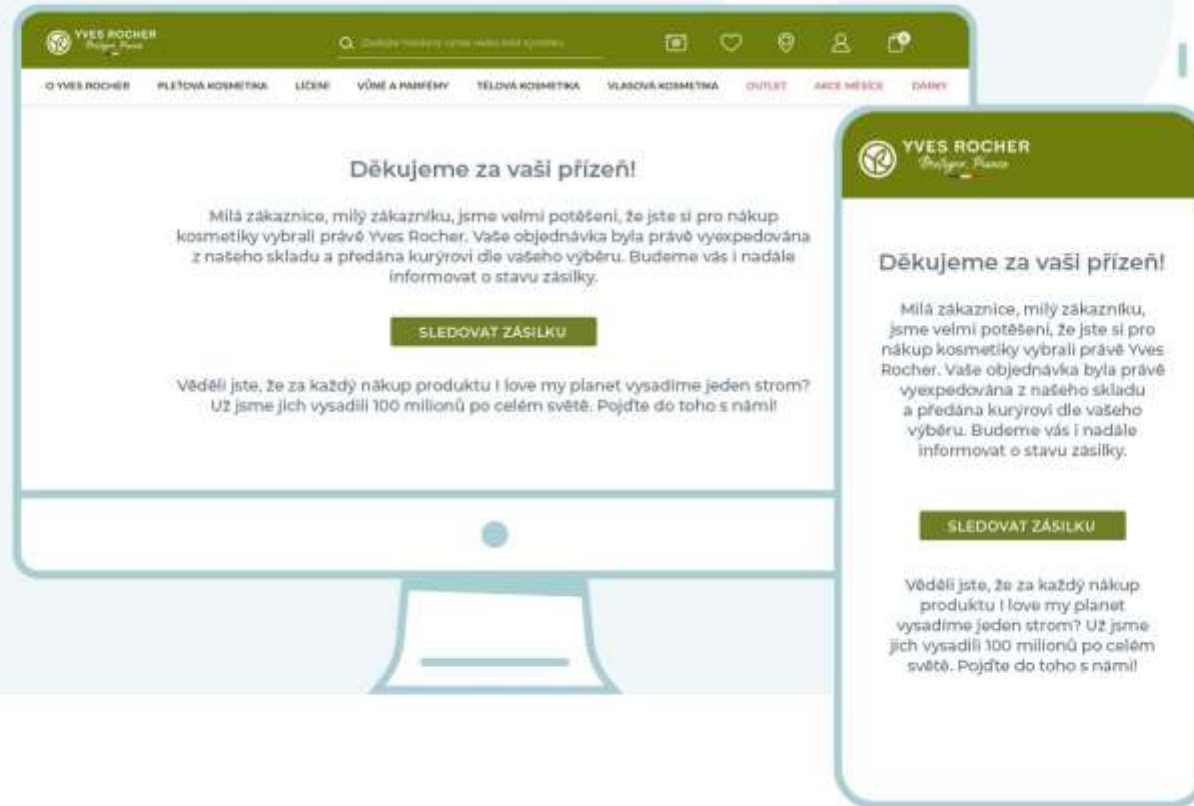 YVES ROCHER
Bretagne, France
0
O YVES ROCHER PLEŤOVÁ KOSMETIKA LÍČENÍ VŮNĚ A PARFÉMY TĚLOVÁ KOSMETIKA VLASOVÁ KOSMETIKA OUTLET AKCE MĚSÍCE DÁRKY
Děkujeme za vaši přízeň!
Milá zákaznice, milý zákazníku, jsme velmi potěšeni, že jste si pro nákup
kosmetiky vybrali právě Yves Rocher. Vaše objednávka byla právě vyexpedována
z našeho skladu a předána kurýrovi dle vašeho výběru. Budeme vás i nadále
informovat o stavu zásilky.
SLEDOVAT ZÁSILKU
Věděli jste, že za každý nákup produktu I love my planet vysadíme jeden strom?
Už jsme jich vysadili 100 milionů po celém světě. Pojďte do toho s námi!
YVES ROCHER
Bretagne, France
Děkujeme za vaši přízeň!
Milá zákaznice, milý zákazníku,
jsme velmi potěšeni, že jste si pro
nákup kosmetiky vybrali právě Yves
Rocher. Vaše objednávka byla právě
vyexpedována z našeho skladu
a předána kurýrovi dle vašeho
výběru. Budeme vás i nadále
informovat o stavu zásilky.
SLEDOVAT ZÁSILKU
Věděli jste, že za každý nákup
produktu I love my planet
vysadíme jeden strom? Už jsme
jich vysadili 100 milionů po celém
světě. Pojďte do toho s námi!